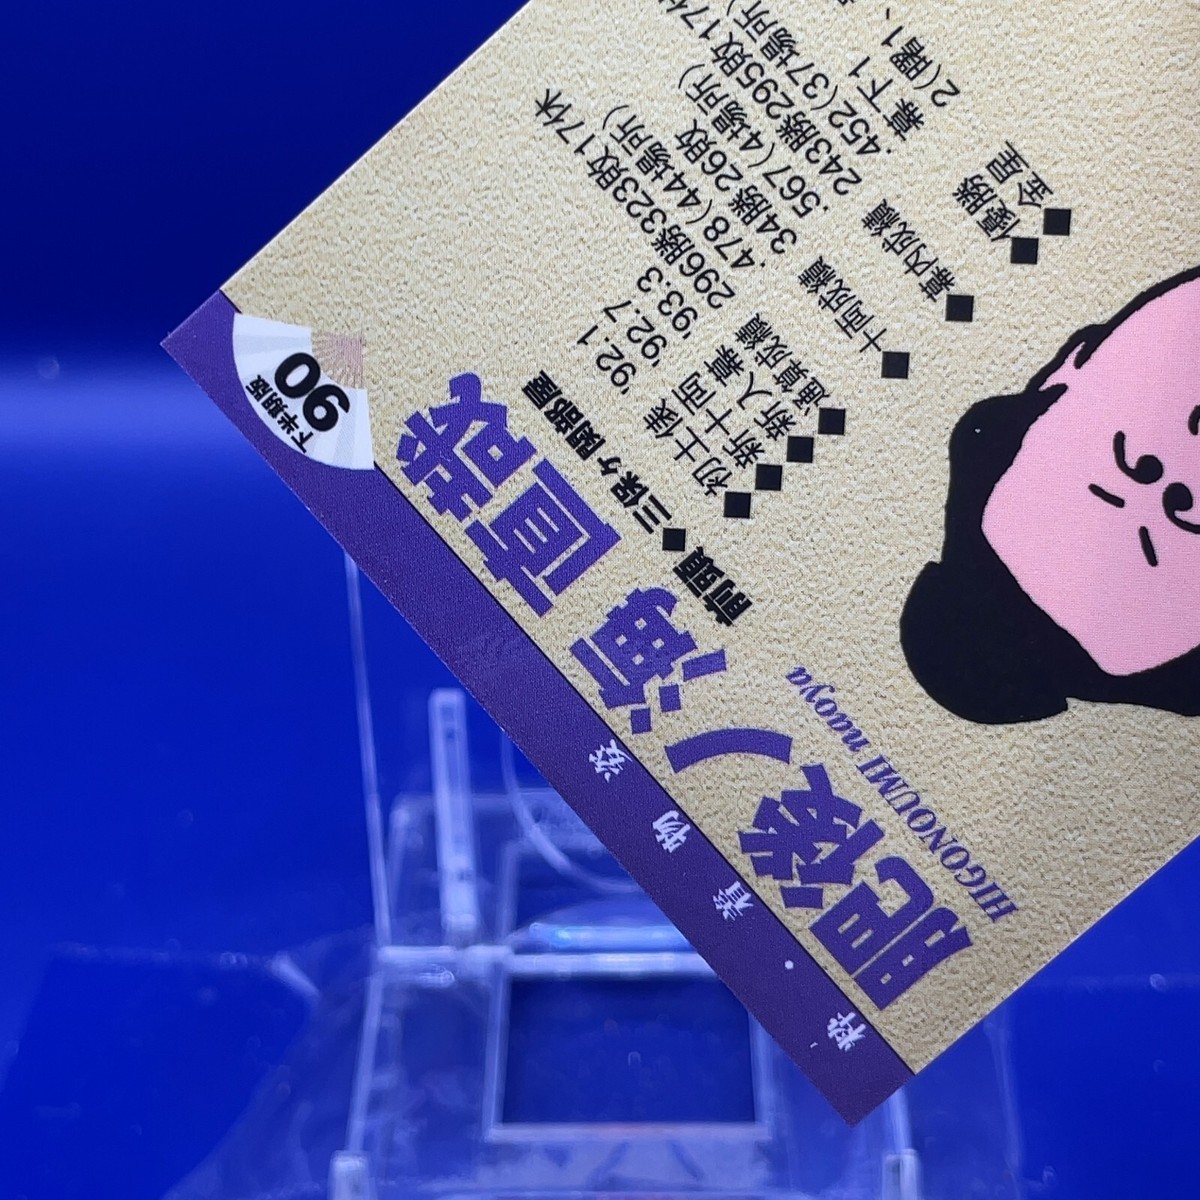 粋 ・ 着 物 姿
下半期版
90
肥後ノ海 直哉
HIGONOUMI naoya
前頭◆三保ヶ関部屋
◆初土俵 '92.1
◆新十両 '92.7
◆新入幕 '93.3
◆通算成績 296勝323敗17休
.478(44場所)
◆十両成績 34勝26敗
.567(4場所)
◆幕内成績 243勝295敗17休
.452(37場所)
◆優勝 幕下1
◆金星 2(曙1、